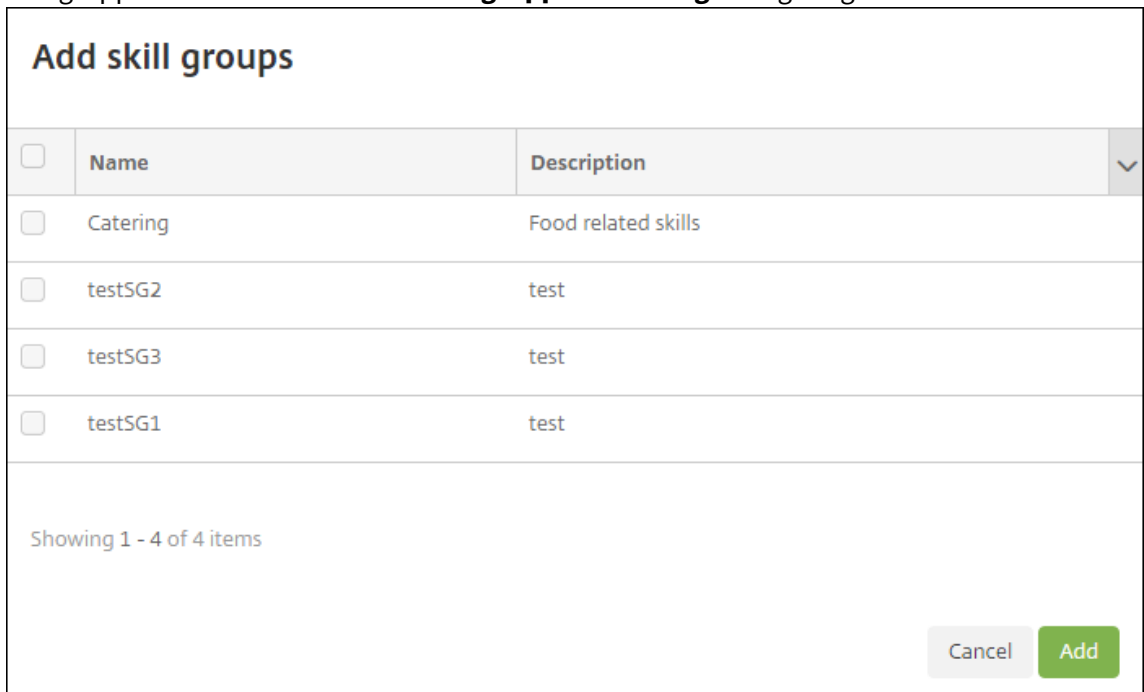 Add skill groups
Name Description
Catering Food related skills
testSG2 test
testSG3 test
testSG1 test
Showing 1 - 4 of 4 items
Cancel Add